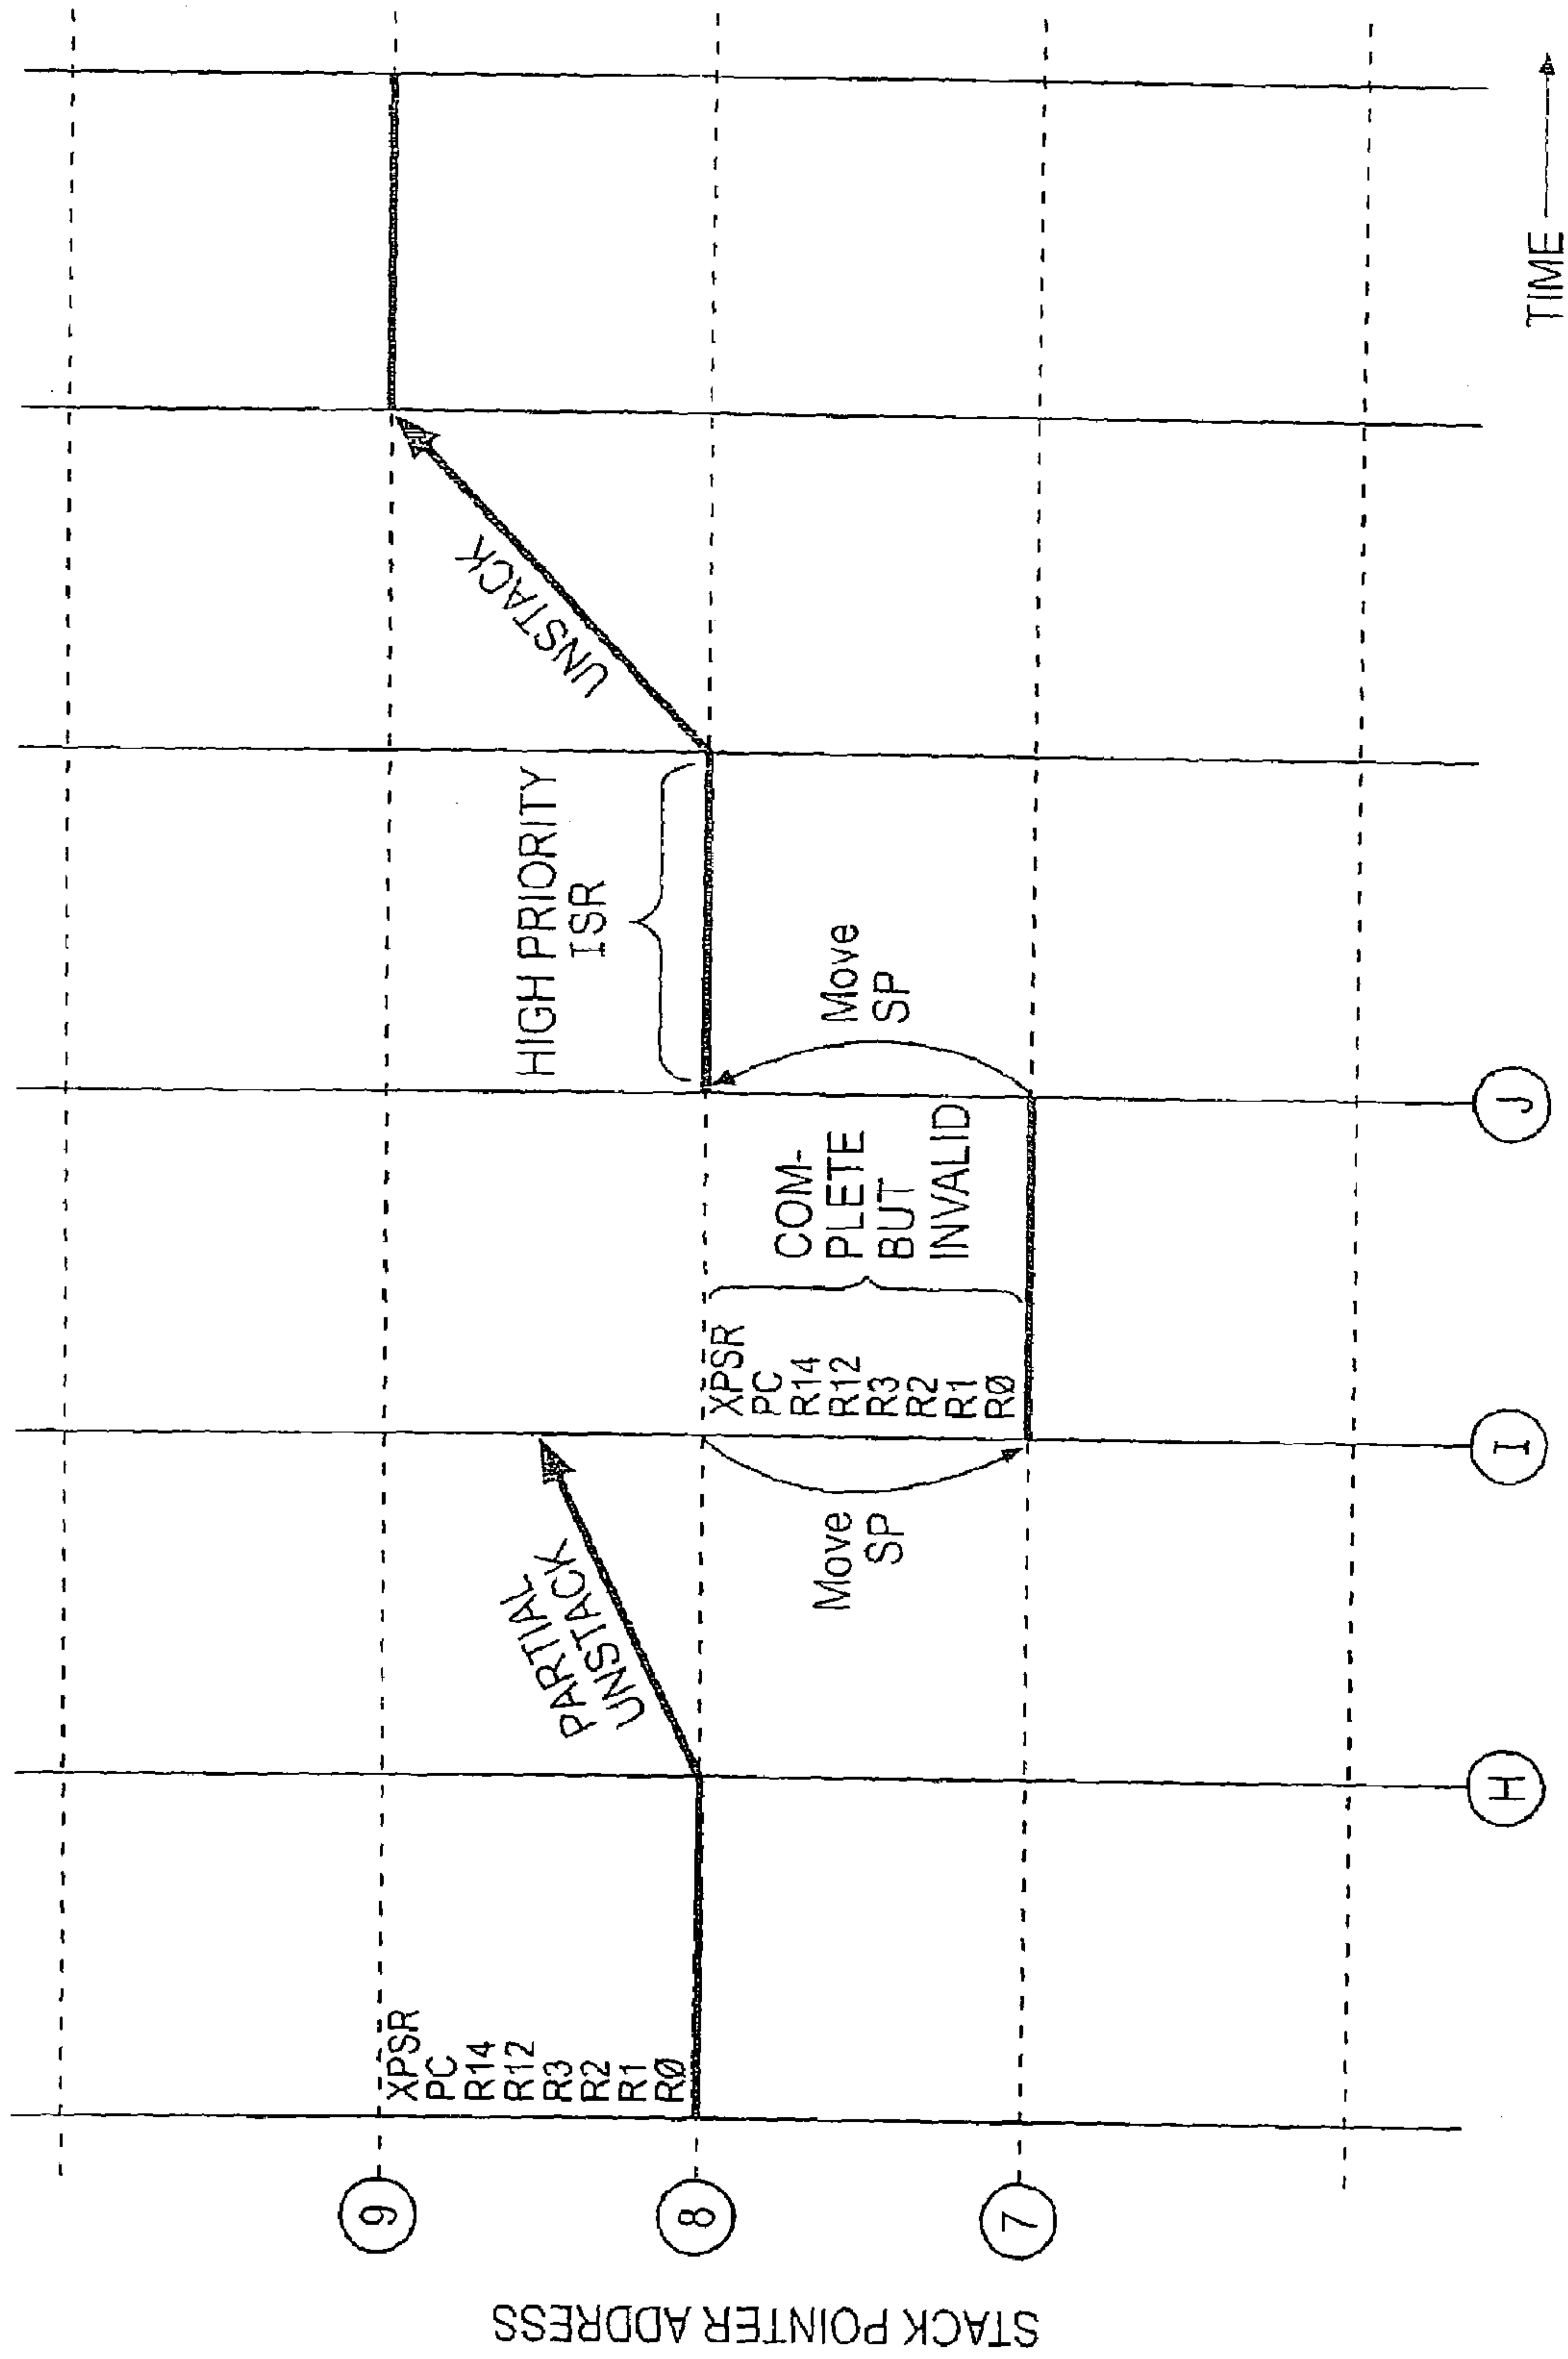 STACK POINTER ADDRESS
9
8
7
XPSR
PC
R14
R12
R3
R2
R1
RØ
PARTIAL
UNSTACK
Move
SP
XPSR
PC
R14
R12
R3
R2
R1
RØ
COM-
PLETE
BUT
INVALID
Move
SP
HIGH PRIORITY
ISR
UNSTACK
H
I
J
TIME